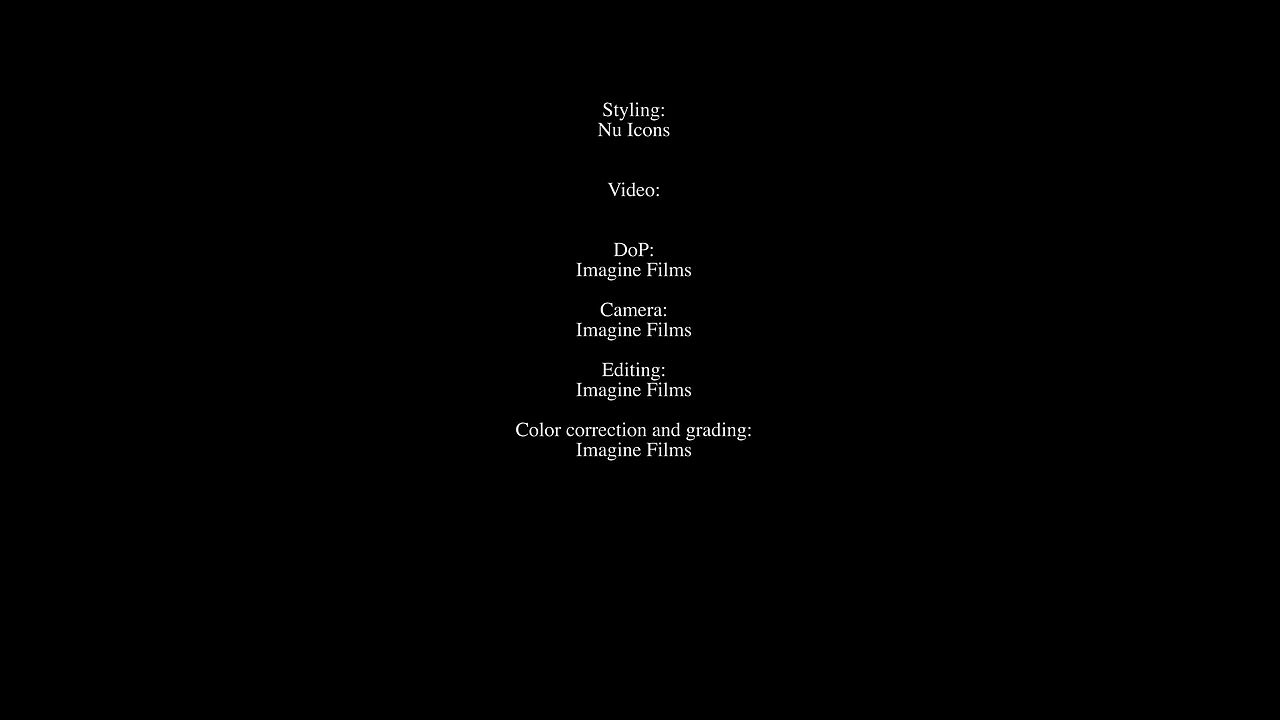 Styling:
Nu Icons
Video:
DoP:
Imagine Films
Camera:
Imagine Films
Editing:
Imagine Films
Color correction and grading:
Imagine Films